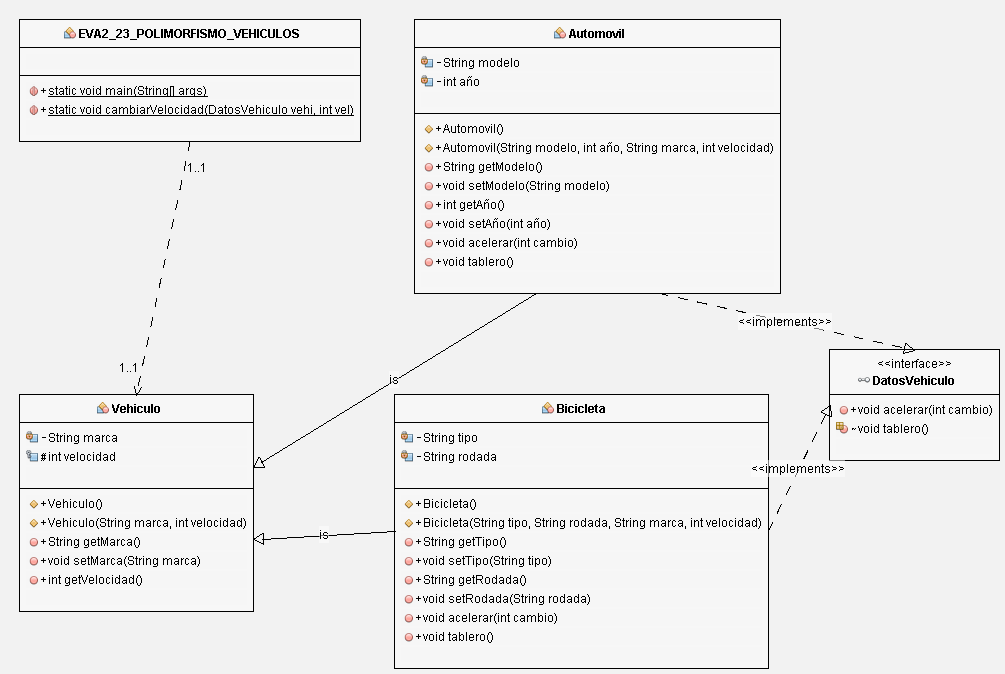 EVA2_23_POLIMORFISMO_VEHICULOS
+static void main(String[] args)
+static void cambiarVelocidad(DatosVehiculo vehi, int vel)
1..1
1..1
Automovil
-String modelo
-int año
+Automovil()
+Automovil(String modelo, int año, String marca, int velocidad)
+String getModelo()
+void setModelo(String modelo)
+int getAño()
+void setAño(int año)
+void acelerar(int cambio)
+void tablero()
is
<<implements>>
<<interface>>
DatosVehiculo
+void acelerar(int cambio)
~void tablero()
<<implements>>
Vehiculo
-String marca
#int velocidad
+Vehiculo()
+Vehiculo(String marca, int velocidad)
+String getMarca()
+void setMarca(String marca)
+int getVelocidad()
is
Bicicleta
-String tipo
-String rodada
+Bicicleta()
+Bicicleta(String tipo, String rodada, String marca, int velocidad)
+String getTipo()
+void setTipo(String tipo)
+String getRodada()
+void setRodada(String rodada)
+void acelerar(int cambio)
+void tablero()